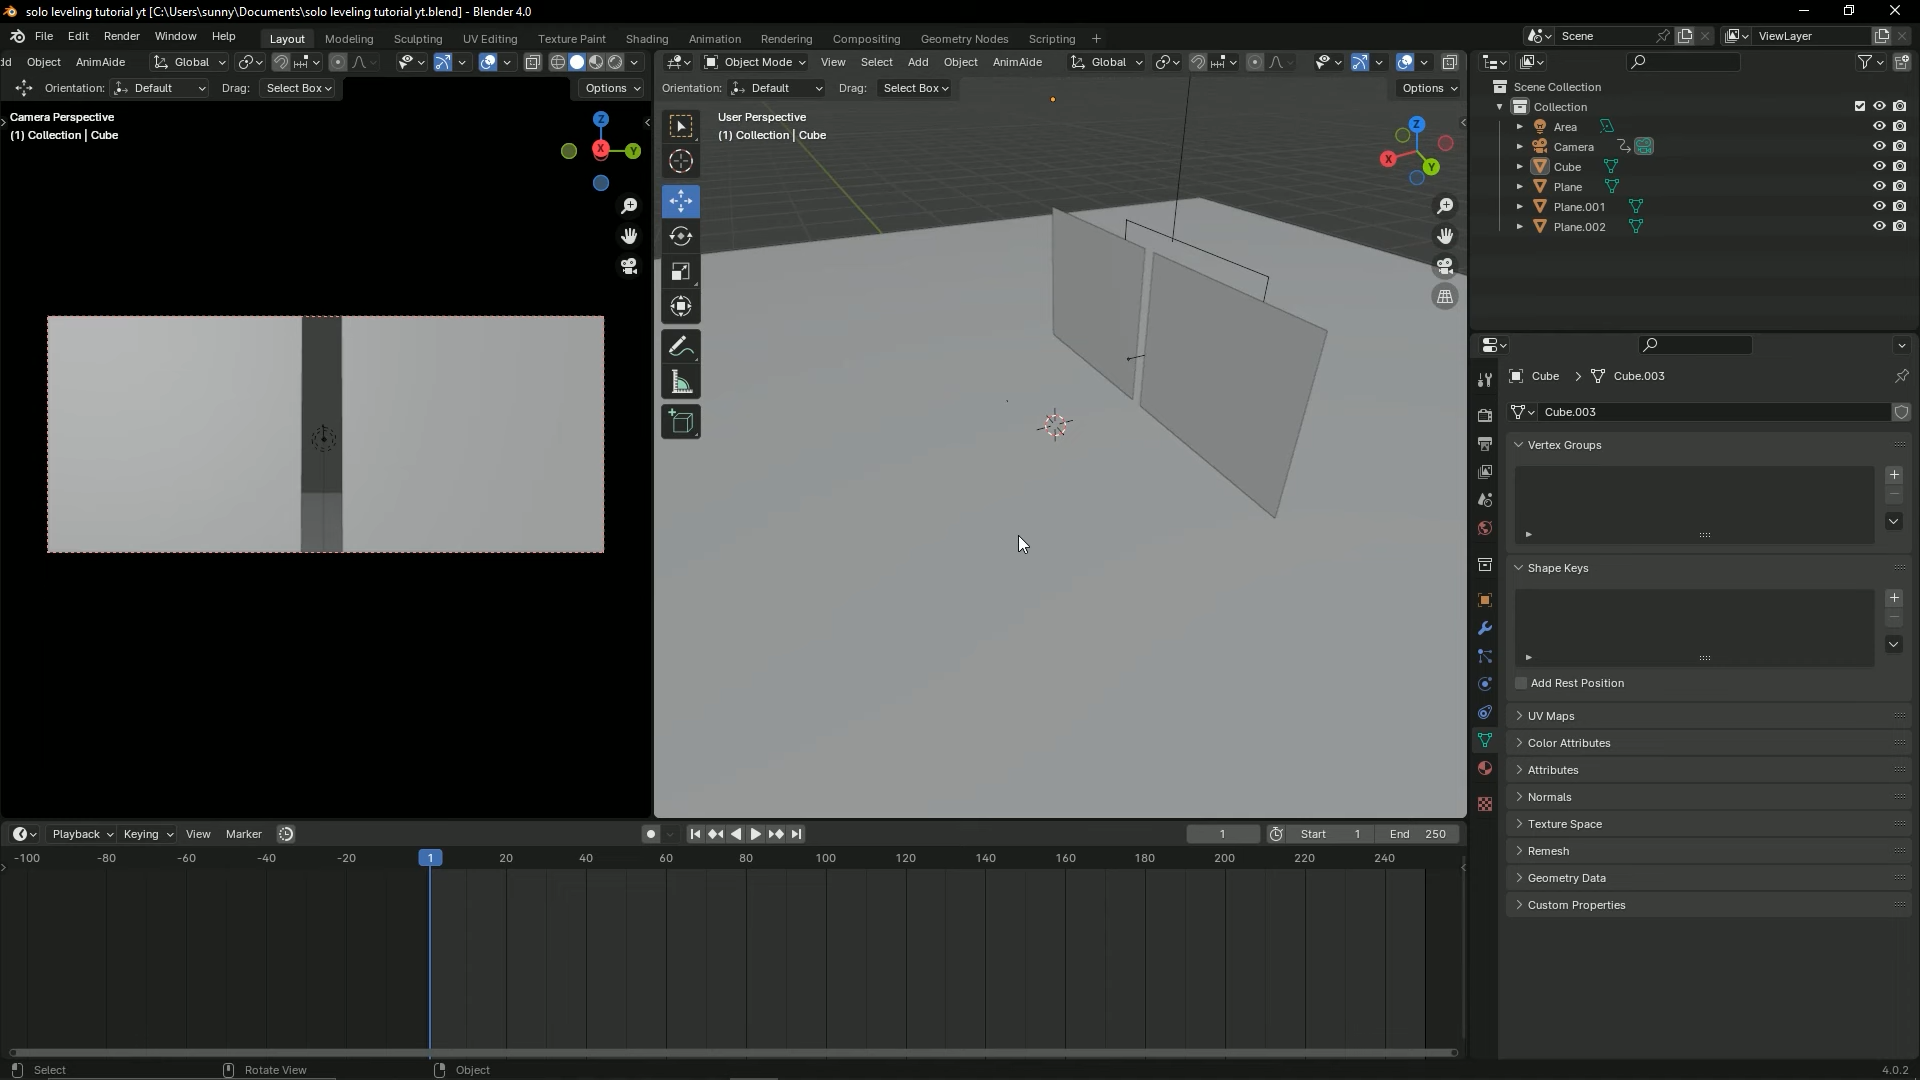 solo leveling tutorial yt [C:\Users\sunny\Documents\solo leveling tutorial yt.blend] - Blender 4.0
File Edit Render Window Help Layout Modeling Sculpting UV Editing Texture Paint Shading Animation Rendering Compositing Geometry Nodes Scripting + Scene ViewLayer
dd Object AnimAide Global
Object Mode View Select Add Object AnimAide Global
Orientation: Default Drag: Select Box Options
Orientation: Default Drag: Select Box Options
Camera Perspective
(1) Collection | Cube
Z
X
Y
User Perspective
(1) Collection | Cube
Z
X
Y
Scene Collection
Collection
Area
Camera
Cube
Plane
Plane.001
Plane.002
Cube > Cube.003
Cube.003
Vertex Groups
Shape Keys
Add Rest Position
UV Maps
Color Attributes
Attributes
Normals
Texture Space
Remesh
Geometry Data
Custom Properties
Playback Keying View Marker 1 Start 1 End 250
-100 -80 -60 -40 -20 1 20 40 60 80 100 120 140 160 180 200 220 240
Select Rotate View Object 4.0.2